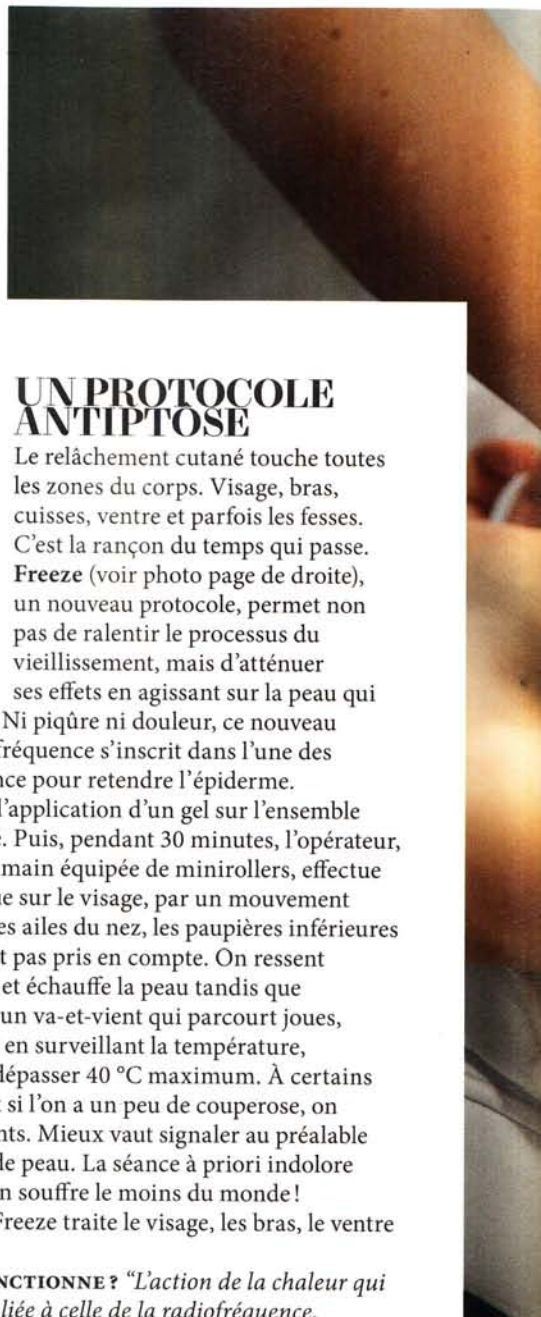 UN PROTOCOLE
ANTIPTOSE
Le relâchement cutané touche toutes
les zones du corps. Visage, bras,
cuisses, ventre et parfois les fesses.
C'est la rançon du temps qui passe.
Freeze (voir photo page de droite),
un nouveau protocole, permet non
pas de ralentir le processus du
vieillissement, mais d'atténuer
ses effets en agissant sur la peau qui
Ni piqûre ni douleur, ce nouveau
fréquence s'inscrit dans l'une des
nce pour retendre l'épiderme.
l'application d'un gel sur l'ensemble
Puis, pendant 30 minutes, l'opérateur,
main équipée de minirollers, effectue
e sur le visage, par un mouvement
es ailes du nez, les paupières inférieures
t pas pris en compte. On ressent
et échauffe la peau tandis que
un va-et-vient qui parcourt joues,
en surveillant la température,
dépasser 40 °C maximum. À certains
si l'on a un peu de couperose, on
nts. Mieux vaut signaler au préalable
de peau. La séance à priori indolore
n souffre le moins du monde !
Freeze traite le visage, les bras, le ventre
NCTIONNE ? “L'action de la chaleur qui
liée à celle de la radiofréquence,